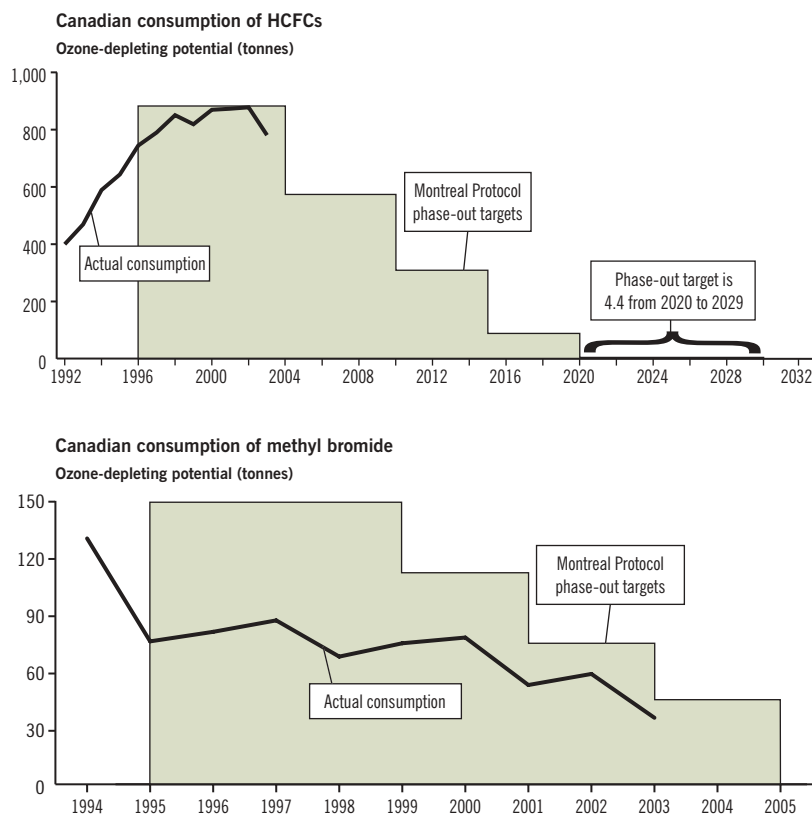 Canadian consumption of HCFCs
Ozone-depleting potential (tonnes)
1,000
800
600
400
200
0
Montreal Protocol
phase-out targets
Actual consumption
Phase-out target is
4.4 from 2020 to 2029
1992 1996 2000 2004 2008 2012 2016 2020 2024 2028 2032
Canadian consumption of methyl bromide
Ozone-depleting potential (tonnes)
150
120
90
60
30
0
Montreal Protocol
phase-out targets
Actual consumption
1994 1995 1996 1997 1998 1999 2000 2001 2002 2003 2004 2005